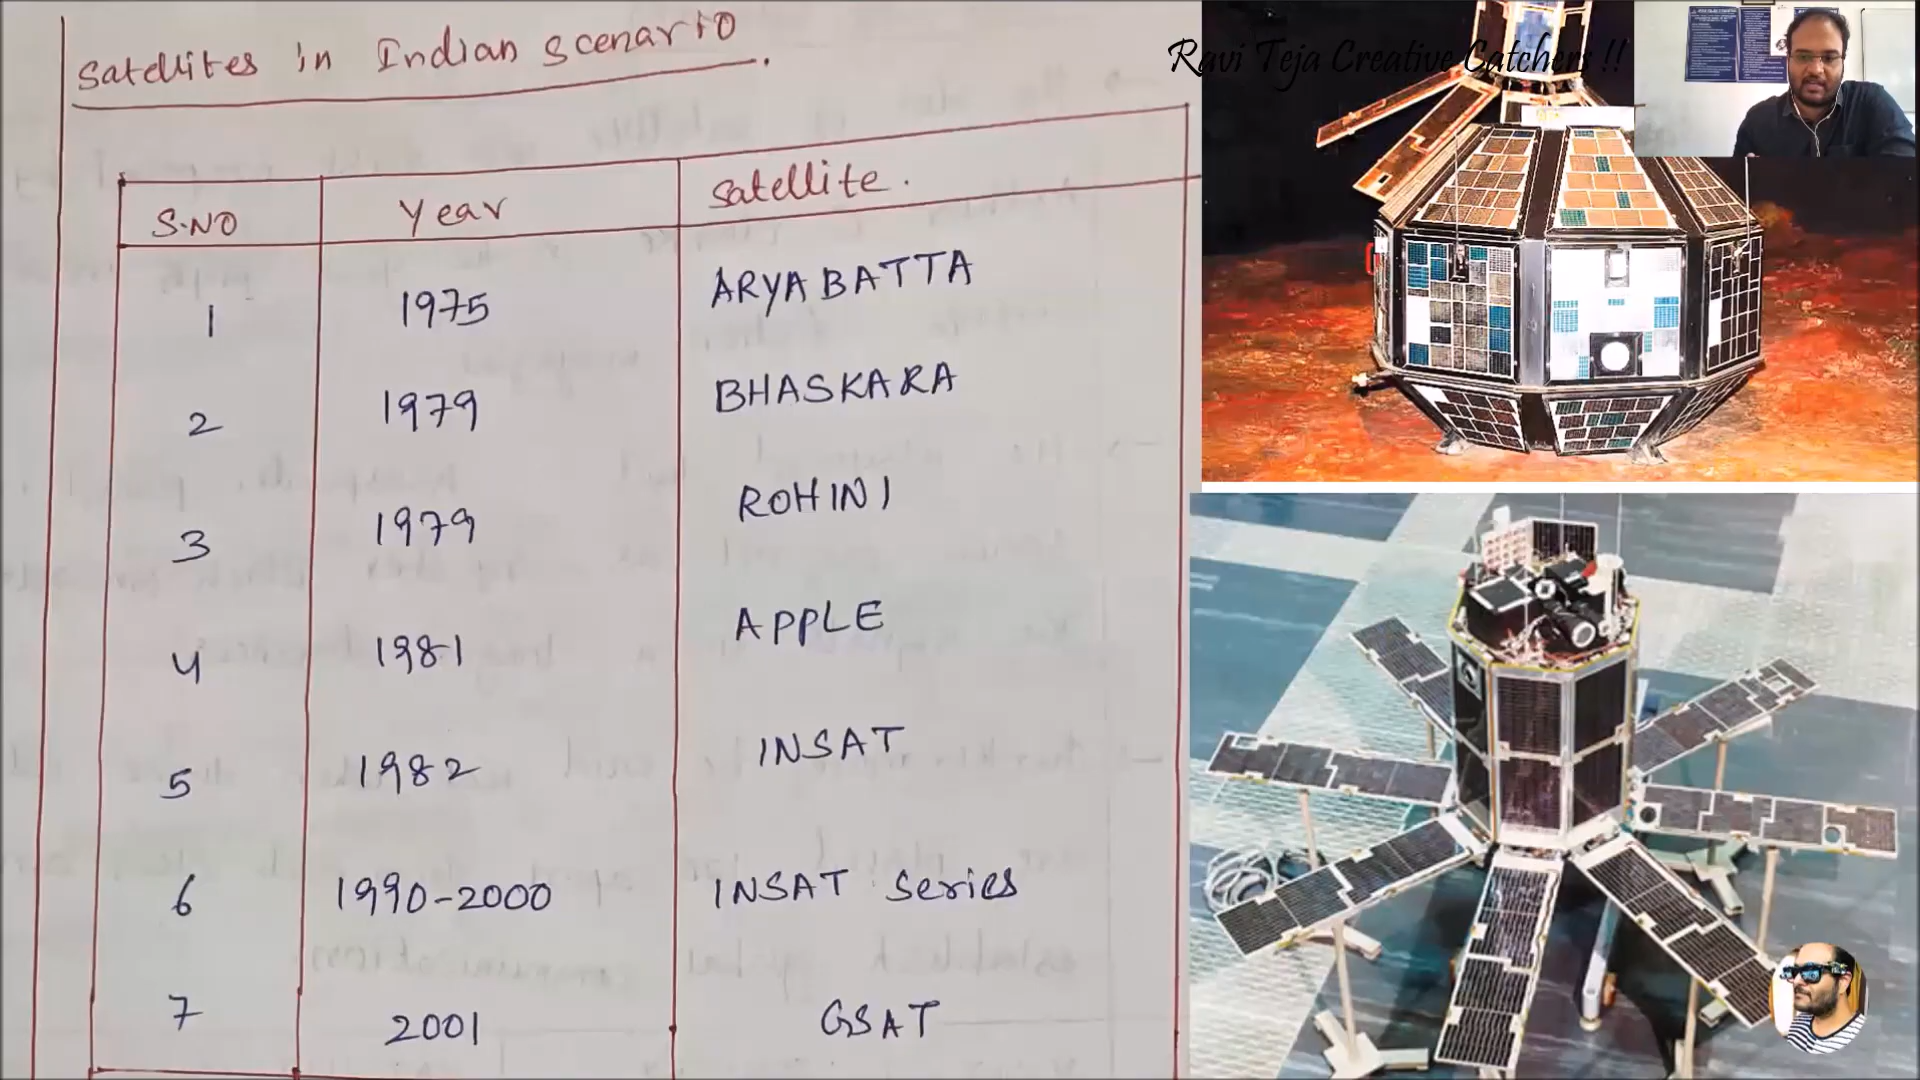 Satellites in Indian scenario.
S.NO Year Satellite.
1 1975 ARYABATTA
2 1979 BHASKARA
3 1979 ROHINI
4 1981 APPLE
5 1982 INSAT
6 1990-2000 INSAT Series
7 2001 GSAT
Ravi Teja Creative Catchers !!